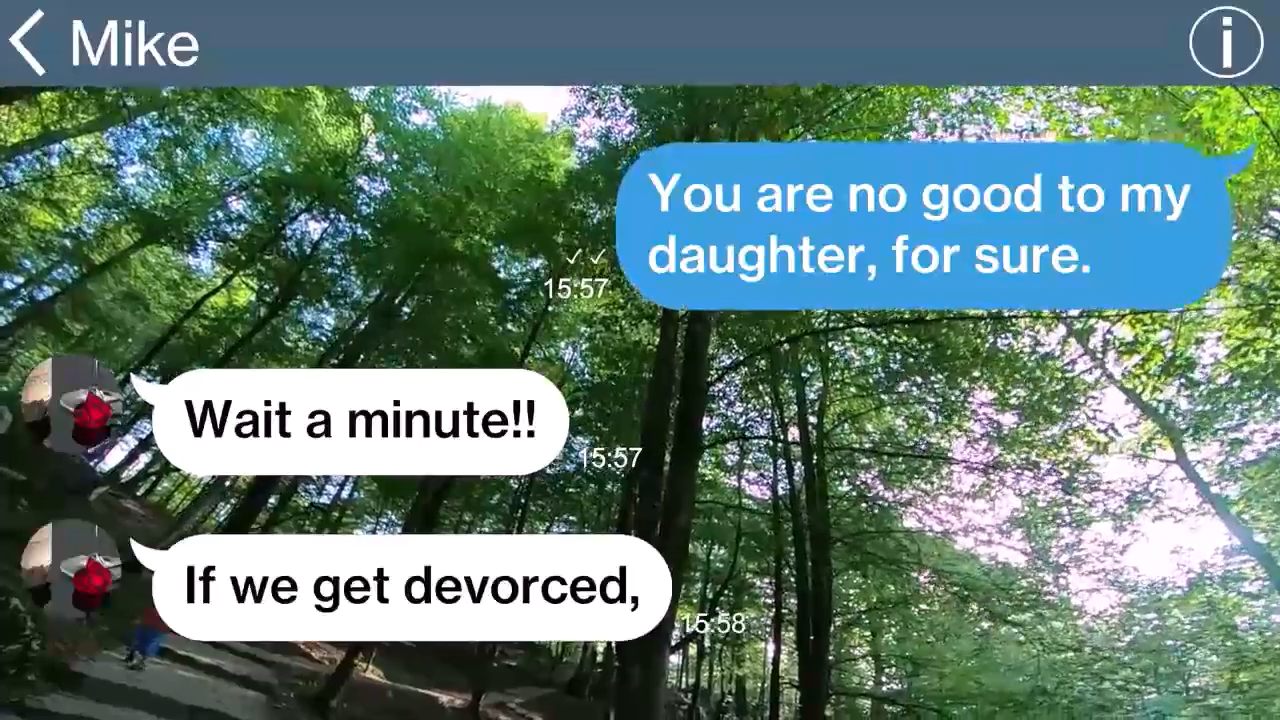 Mike
You are no good to my
daughter, for sure.
✓✓
15:57
Wait a minute!!
15:57
If we get devorced,
15:58